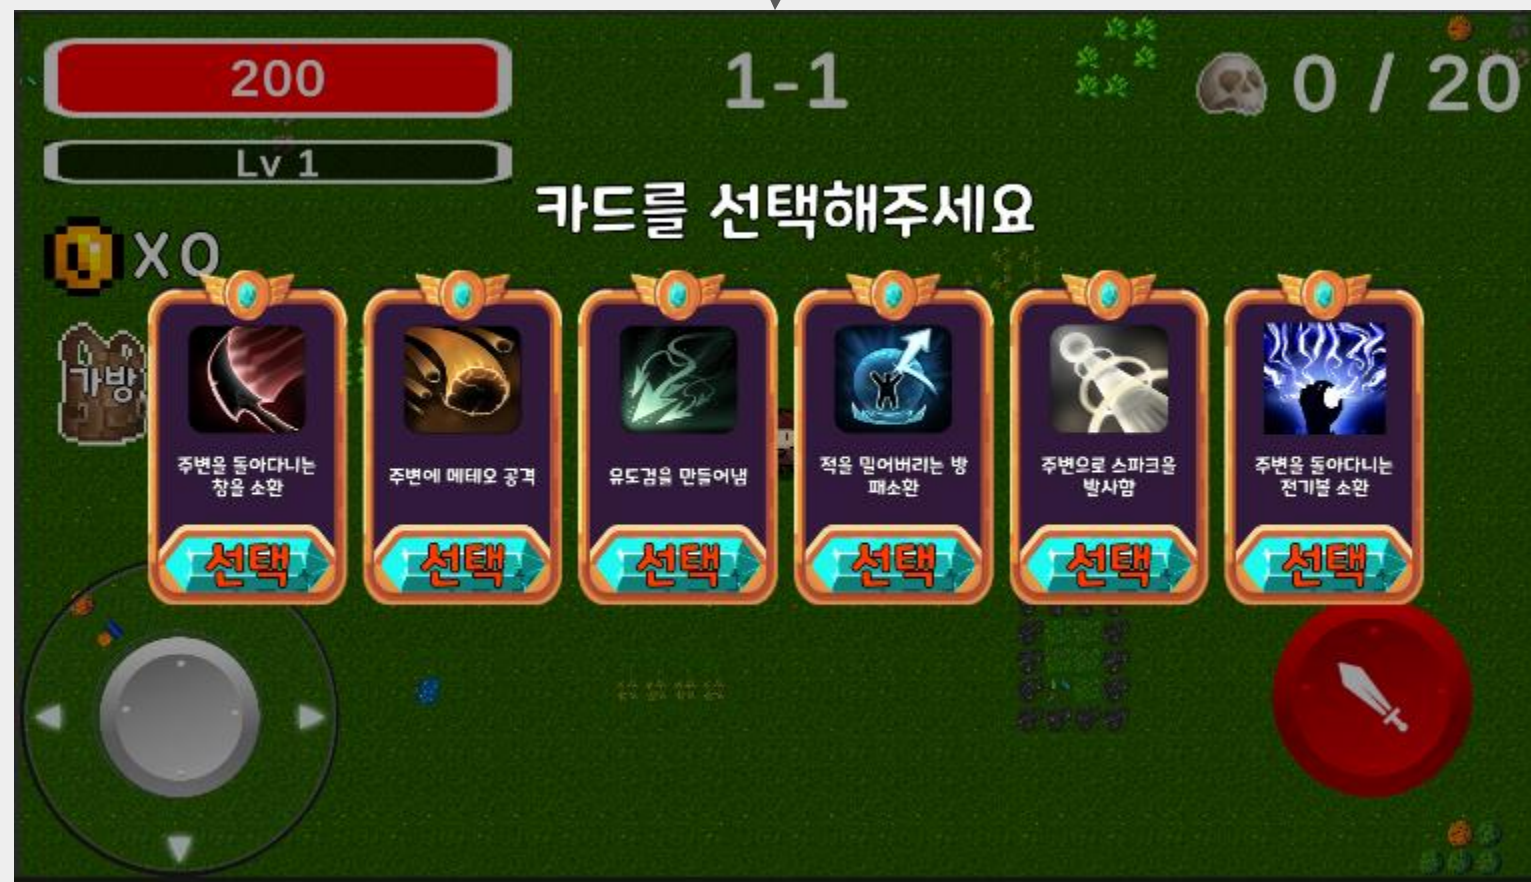 200
1-1
0 / 20
Lv 1
카드를 선택해주세요
X 0
가방
주변을 돌아다니는
창을 소환
주변에 메테오 공격
유도검을 만들어냄
적을 밀어버리는 방
패소환
주변으로 스파크을
발사함
주변을 돌아다니는
전기볼 소환
선택
선택
선택
선택
선택
선택